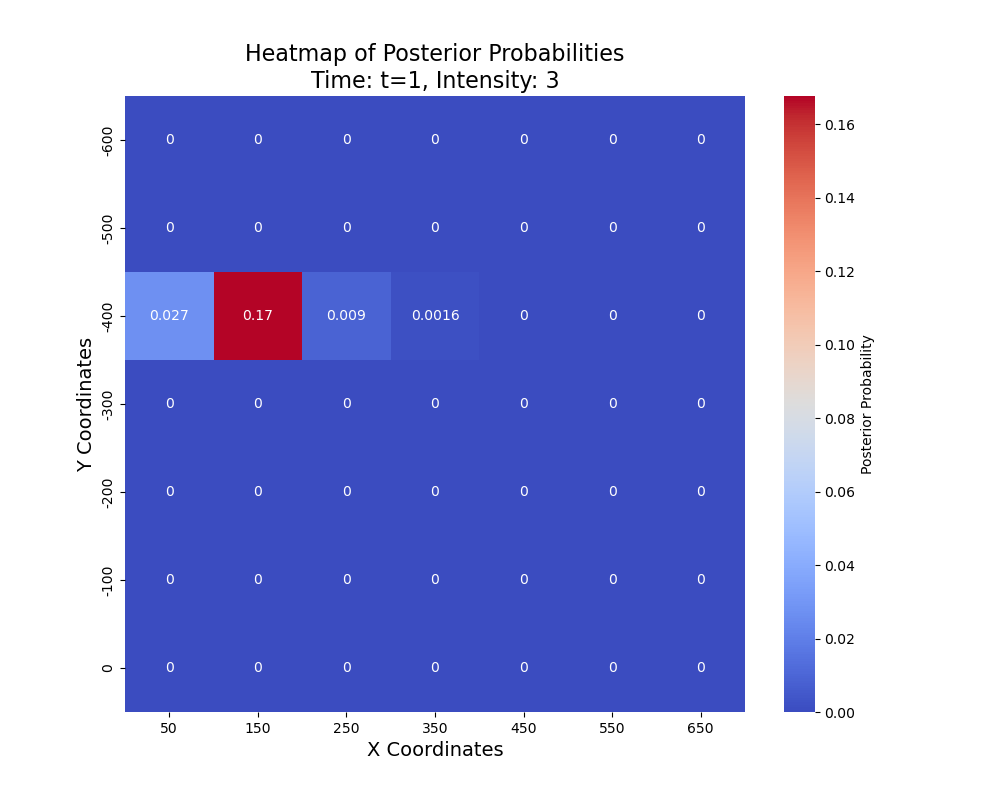 Heatmap of Posterior Probabilities
Time: t=1, Intensity: 3
-600 0 0 0 0 0 0 0
-500 0 0 0 0 0 0 0
-400 0.027 0.17 0.009 0.0016 0 0 0
-300 0 0 0 0 0 0 0
-200 0 0 0 0 0 0 0
-100 0 0 0 0 0 0 0
0 0 0 0 0 0 0 0
50 150 250 350 450 550 650
X Coordinates
Y Coordinates
0.16
0.14
0.12
0.10
0.08
0.06
0.04
0.02
0.00
Posterior Probability